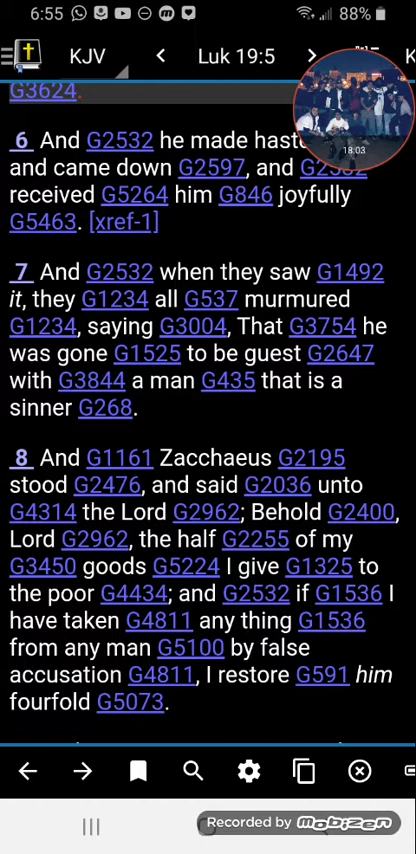 6:55 88%
KJV < Luk 19:5 > K
G3624.
6 And G2532 he made hast
and came down G2597, and G2532
received G5264 him G846 joyfully
G5463. [xref-1]
18:03
7 And G2532 when they saw G1492
it, they G1234 all G537 murmured
G1234, saying G3004, That G3754 he
was gone G1525 to be guest G2647
with G3844 a man G435 that is a
sinner G268.
8 And G1161 Zacchaeus G2195
stood G2476, and said G2036 unto
G4314 the Lord G2962; Behold G2400,
Lord G2962, the half G2255 of my
G3450 goods G5224 I give G1325 to
the poor G4434; and G2532 if G1536 I
have taken G4811 any thing G1536
from any man G5100 by false
accusation G4811, I restore G591 him
fourfold G5073.
Recorded by mobizen